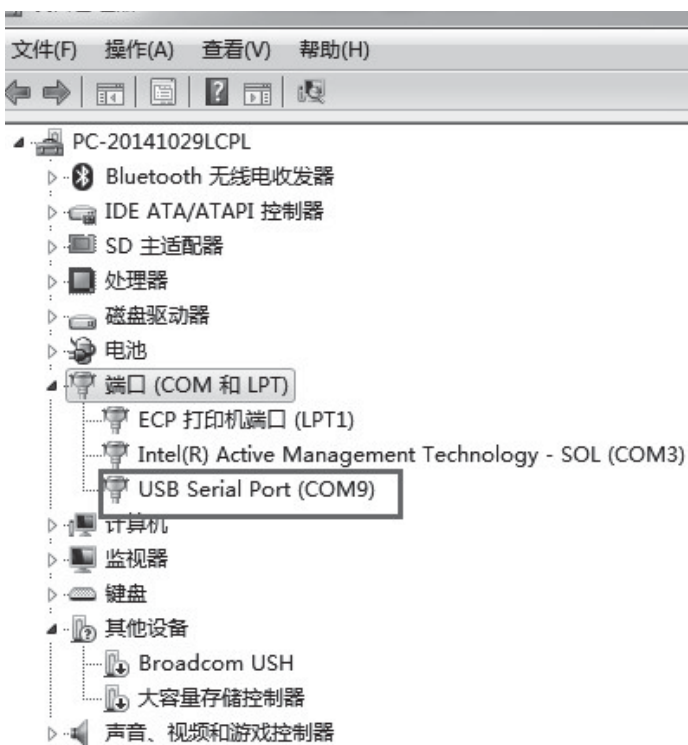 文件(F) 操作(A) 查看(V) 帮助(H)
PC-20141029LCPL
Bluetooth 无线电收发器
IDE ATA/ATAPI 控制器
SD 主适配器
处理器
磁盘驱动器
电池
端口 (COM 和 LPT)
ECP 打印机端口 (LPT1)
Intel(R) Active Management Technology - SOL (COM3)
USB Serial Port (COM9)
计算机
监视器
键盘
其他设备
Broadcom USH
大容量存储控制器
声音、视频和游戏控制器